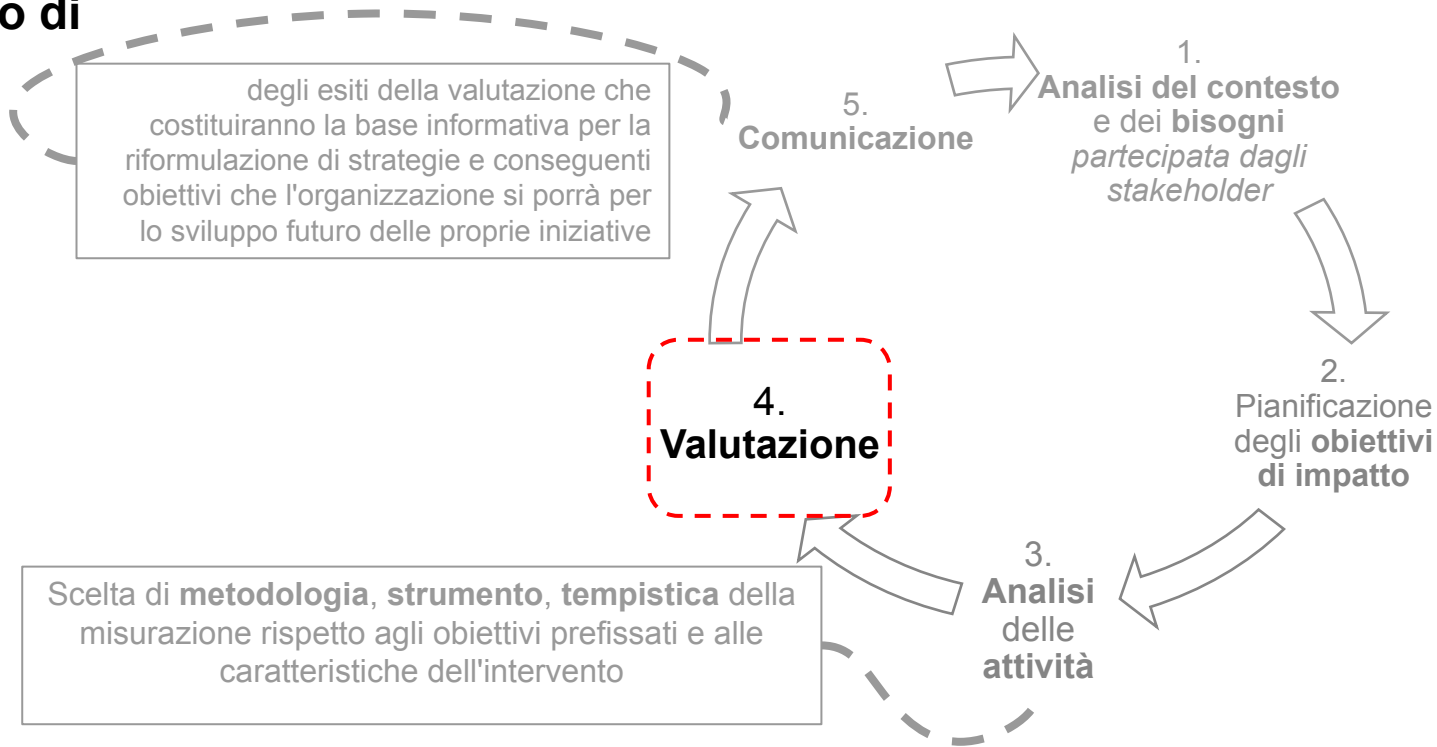 o di
degli esiti della valutazione che
costituiranno la base informativa per la
riformulazione di strategie e conseguenti
obiettivi che l'organizzazione si porrà per
lo sviluppo futuro delle proprie iniziative
5.
Comunicazione
1.
Analisi del contesto
e dei bisogni
partecipata dagli
stakeholder
2.
Pianificazione
degli obiettivi
di impatto
3.
Analisi
delle
attività
4.
Valutazione
Scelta di metodologia, strumento, tempistica della
misurazione rispetto agli obiettivi prefissati e alle
caratteristiche dell'intervento